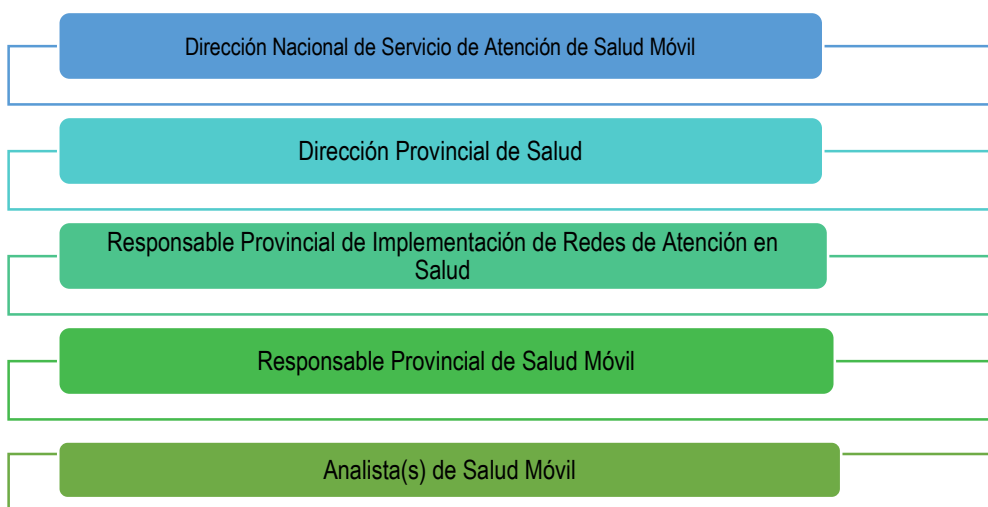 Dirección Nacional de Servicio de Atención de Salud Móvil
Dirección Provincial de Salud
Responsable Provincial de Implementación de Redes de Atención en
Salud
Responsable Provincial de Salud Móvil
Analista(s) de Salud Móvil